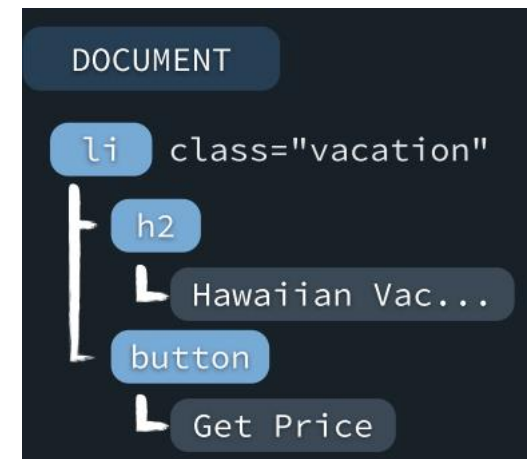 DOCUMENT
li class="vacation"
h2
Hawaiian Vac...
button
Get Price